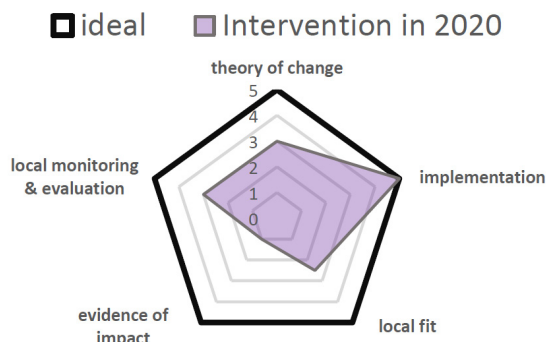 ideal Intervention in 2020
theory of change
5
4
3
2
1
0
local monitoring
& evaluation
implementation
evidence of
impact
local fit